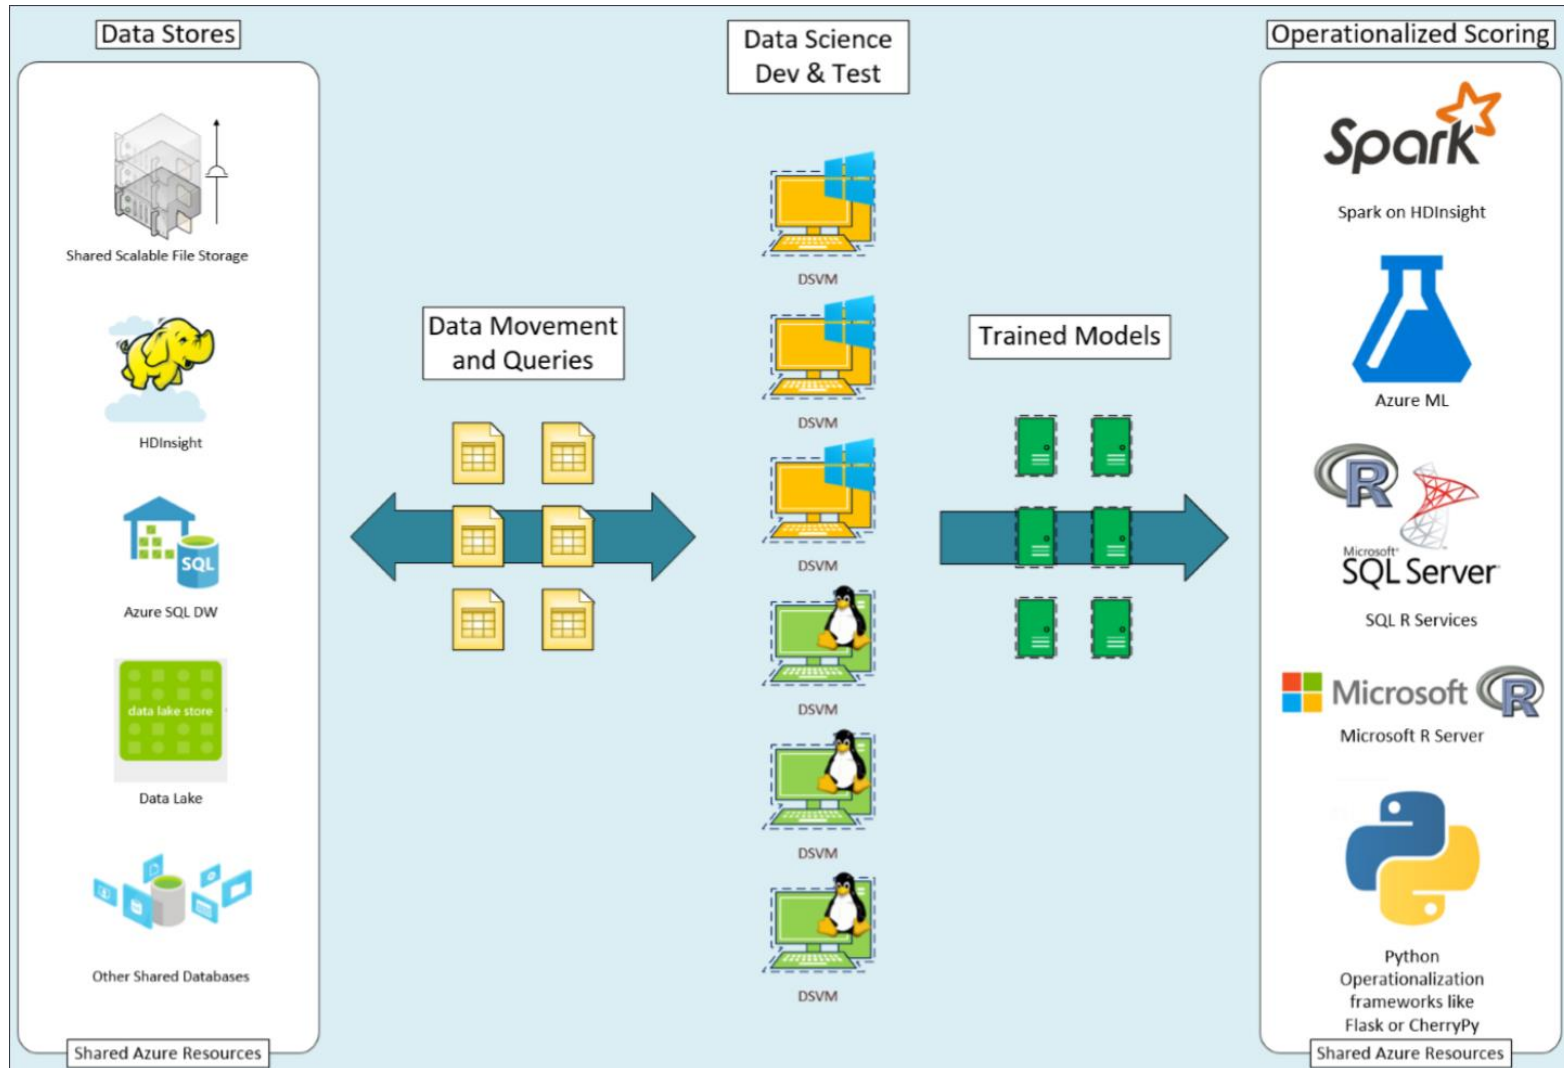 Data Stores
Shared Scalable File Storage
HDInsight
SQL
Azure SQL DW
data lake store
Data Lake
Other Shared Databases
Shared Azure Resources
Data Movement
and Queries
Data Science
Dev & Test
DSVM
DSVM
DSVM
DSVM
DSVM
DSVM
Trained Models
Operationalized Scoring
Spark
Spark on HDInsight
Azure ML
R
Microsoft®
SQL Server
SQL R Services
Microsoft R
Microsoft R Server
Python
Operationalization
frameworks like
Flask or CherryPy
Shared Azure Resources